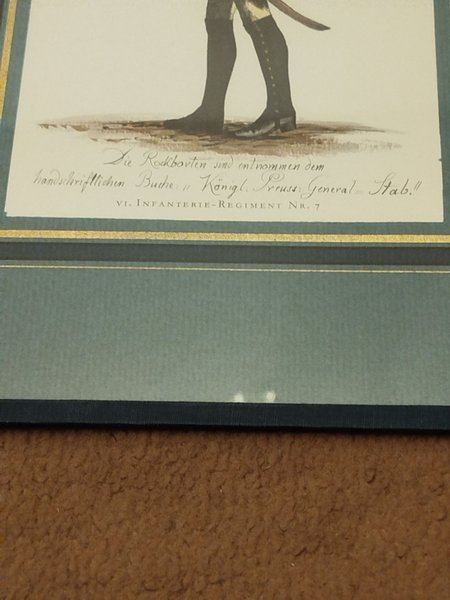 Die Rockborten sind entnommen dem
handschriftlichen Buche: „ Königl. Preuss: General = Stab."
VI. INFANTERIE-REGIMENT NR. 7